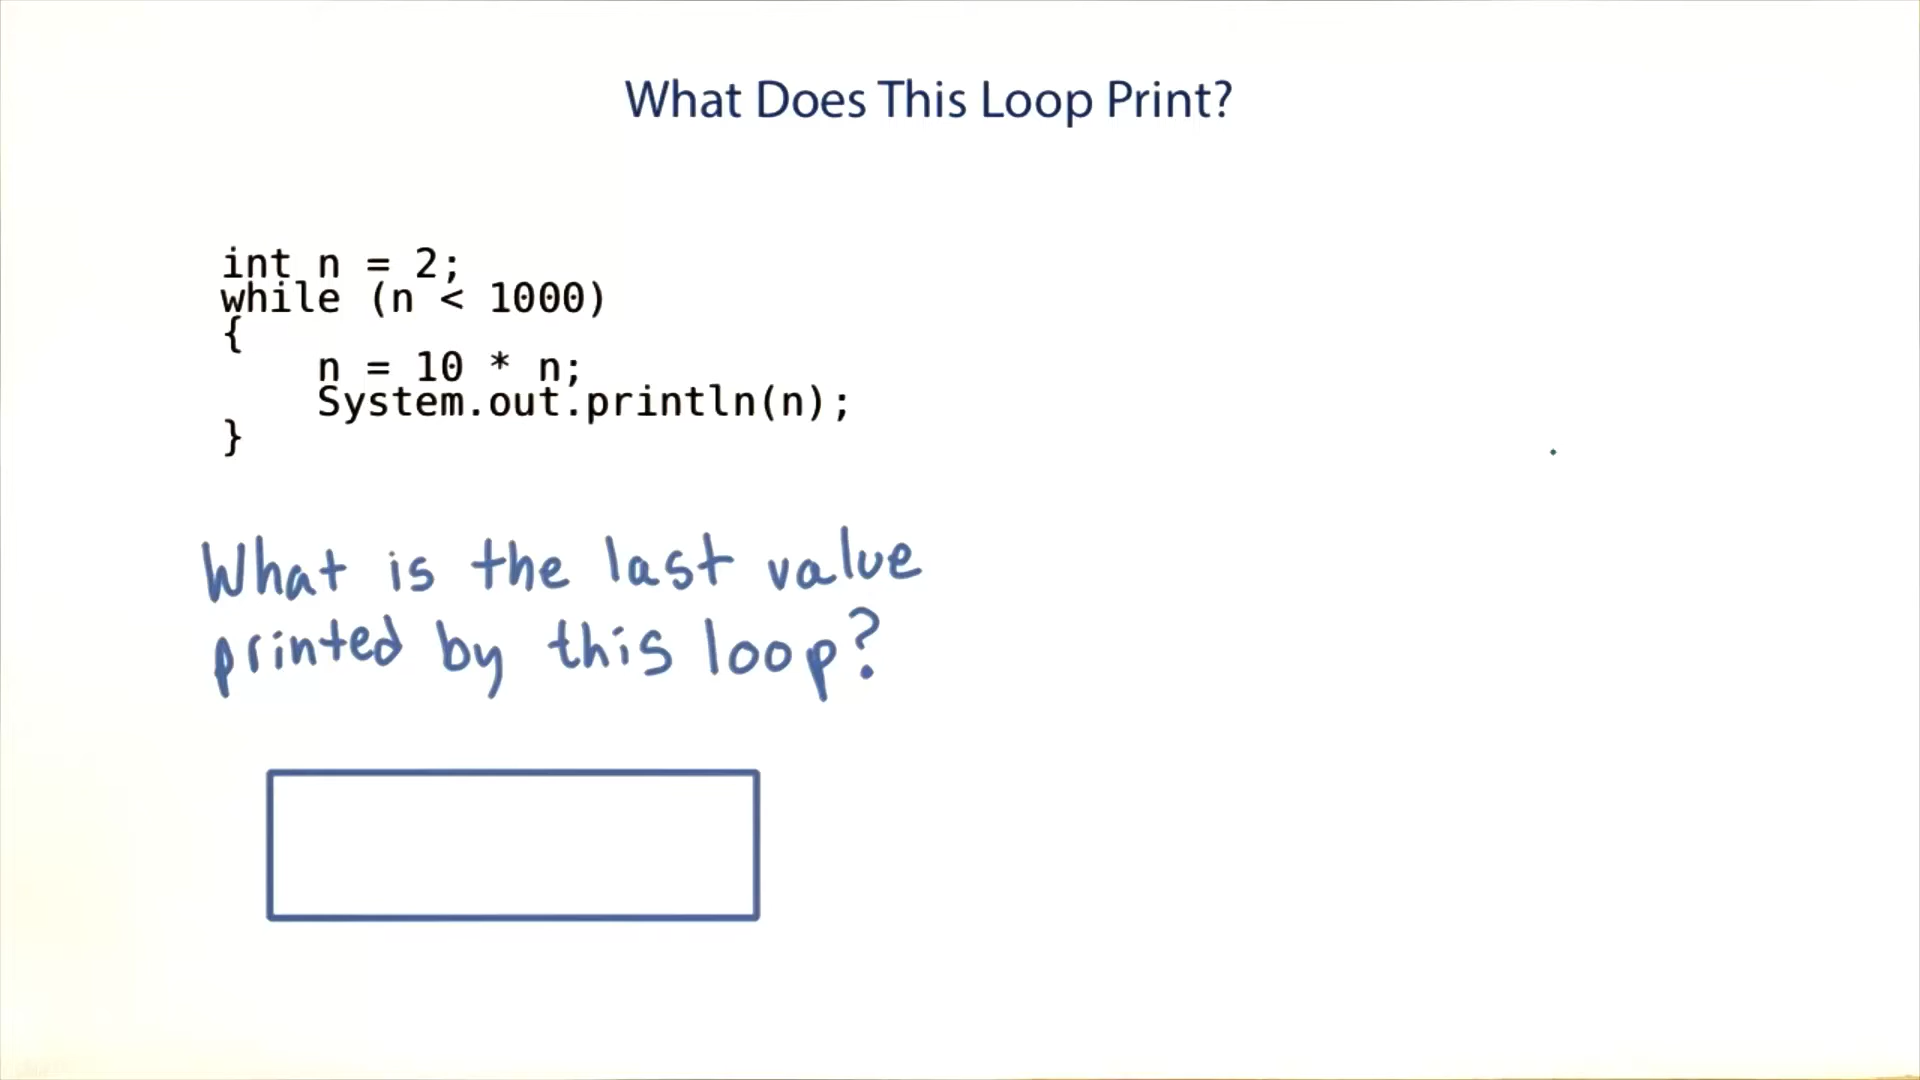 What Does This Loop Print?
int n = 2;
while (n < 1000)
{
    n = 10 * n;
    System.out.println(n);
}
What is the last value
printed by this loop?